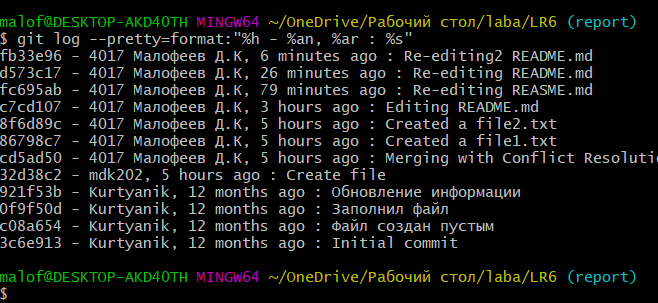 malof@DESKTOP-AKD40TH MINGW64 ~/OneDrive/Рабочий стол/laba/LR6 (report)
$ git log --pretty=format:"%h - %an, %ar : %s"
fb33e96 - 4017 Малофеев Д.К, 6 minutes ago : Re-editing2 README.md
d573c17 - 4017 Малофеев Д.К, 26 minutes ago : Re-editing README.md
fc695ab - 4017 Малофеев Д.К, 79 minutes ago : Re-editing REASME.md
c7cd107 - 4017 Малофеев Д.К, 3 hours ago : Editing README.md
8f6d89c - 4017 Малофеев Д.К, 5 hours ago : Created a file2.txt
86798c7 - 4017 Малофеев Д.К, 5 hours ago : Created a file1.txt
cd5ad50 - 4017 Малофеев Д.К, 5 hours ago : Merging with Conflict Resoluti
32d38c2 - mdk202, 5 hours ago : Create file
921f53b - Kurtyanik, 12 months ago : Обновление информации
0f9f50d - Kurtyanik, 12 months ago : Заполнил файл
c08a654 - Kurtyanik, 12 months ago : Файл создан пустым
3c6e913 - Kurtyanik, 12 months ago : Initial commit
malof@DESKTOP-AKD40TH MINGW64 ~/OneDrive/Рабочий стол/laba/LR6 (report)
$